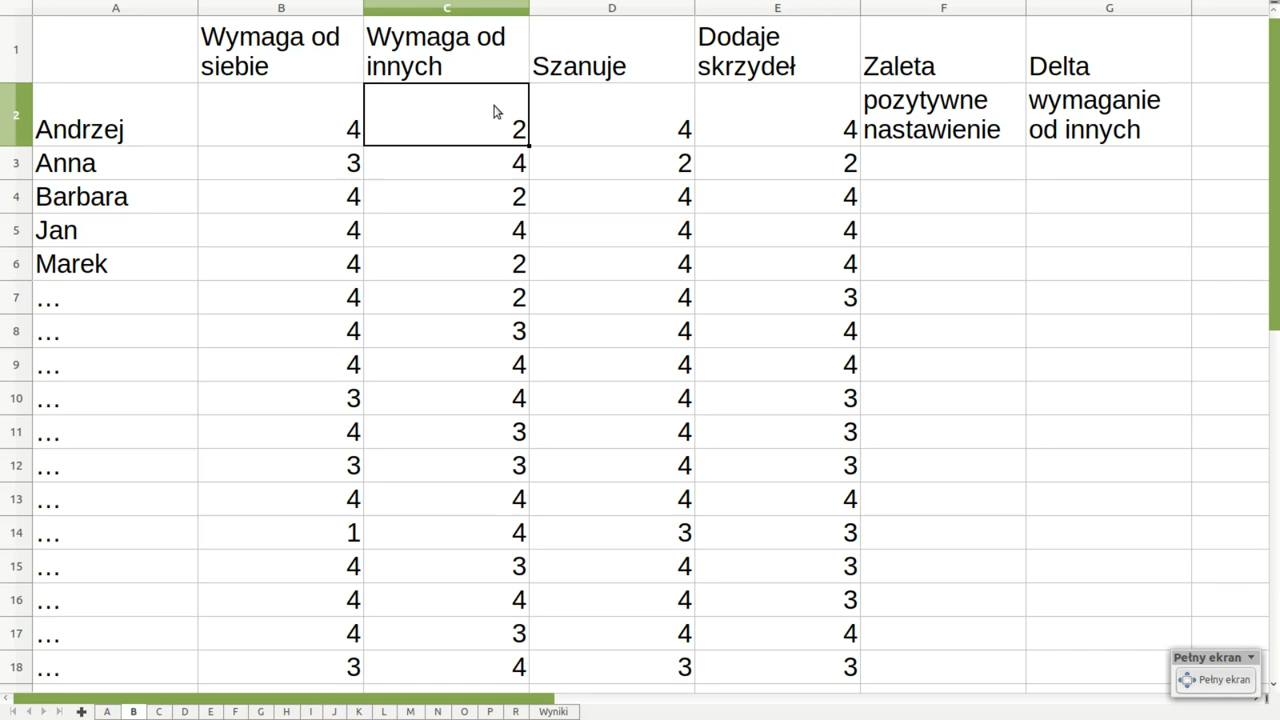 A B C D E F G
1 Wymaga od siebie Wymaga od innych Szanuje Dodaje skrzydeł Zaleta Delta
2 Andrzej 4 2 4 4 pozytywne nastawienie wymaganie od innych
3 Anna 3 4 2 2
4 Barbara 4 2 4 4
5 Jan 4 4 4 4
6 Marek 4 2 4 4
7 … 4 2 4 3
8 … 4 3 4 4
9 … 4 4 4 4
10 … 3 4 4 3
11 … 4 3 4 3
12 … 3 3 4 3
13 … 4 4 4 4
14 … 1 4 3 3
15 … 4 3 4 3
16 … 4 4 4 3
17 … 4 3 4 4
18 … 3 4 3 3
Pełny ekran
Pełny ekran
A B C D E F G H I J K L M N O P R Wyniki